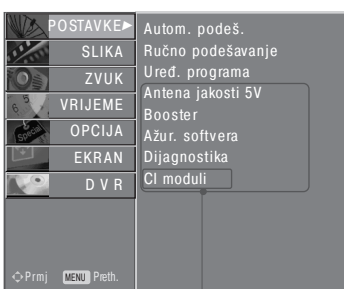 POSTAVKE
SLIKA
ZVUK
VRIJEME
OPCIJA
EKRAN
D V R
Autom. podeš.
Ručno podešavanje
Uređ. programa
Antena jakosti 5V
Booster
Ažur. softvera
Dijagnostika
CI moduli
Prmj MENU Preth.